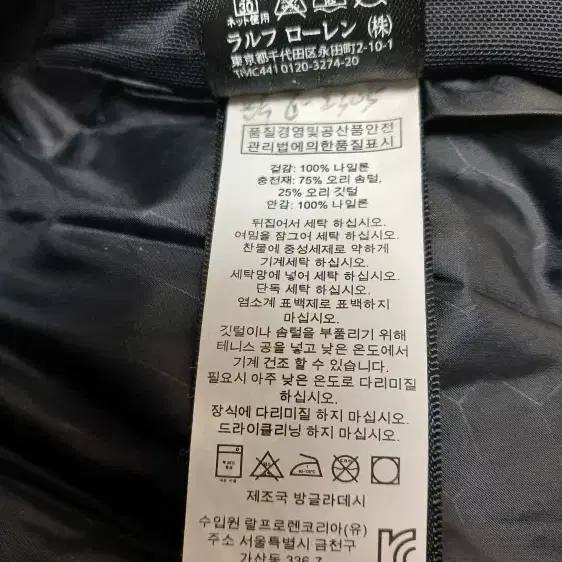 30
ネット使用
ラルフ ローレン (株)
東京都千代田区永田町2-10-1
TMC441 0120-3274-20
품질경영및공산품안전
관리법에의한품질표시
겉감: 100% 나일론
충전재: 75% 오리 솜털,
25% 오리 깃털
안감: 100% 나일론
뒤집어서 세탁 하십시오.
여밈을 잠그어 세탁 하십시오.
찬물에 중성세제로 약하게
기계세탁 하십시오.
세탁망에 넣어 세탁 하십시오.
단독 세탁 하십시오.
염소계 표백제로 표백하지
마십시오.
깃털이나 솜털을 부풀리기 위해
테니스 공을 넣고 낮은 온도에서
기계 건조 할 수 있습니다.
필요시 아주 낮은 온도로 다리미질
하십시오.
장식에 다리미질 하지 마십시오.
드라이클리닝 하지 마십시오.
제조국 방글라데시
수입원 랄프로렌코리아(유)
주소 서울특별시 금천구
가산동 336-7